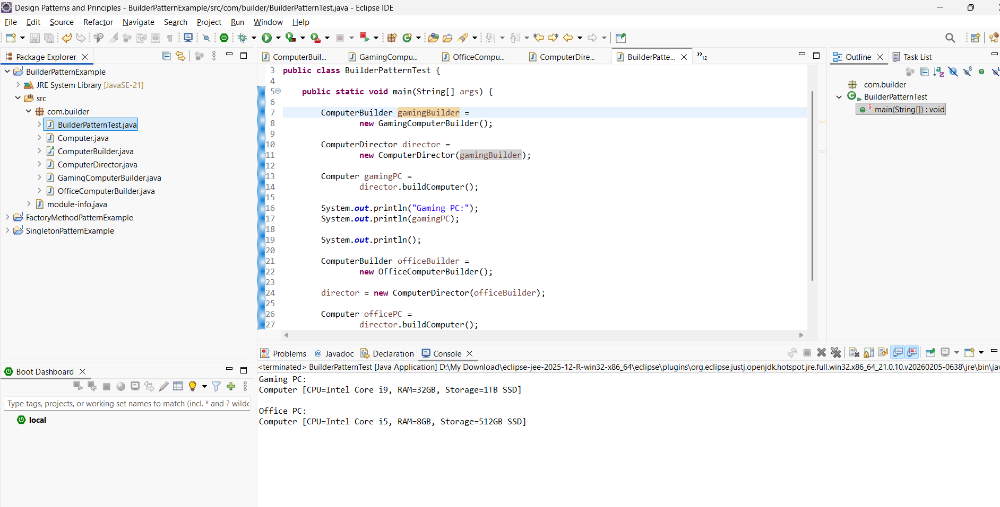 Design Patterns and Principles - BuilderPatternExample/src/com/builder/BuilderPatternTest.java - Eclipse IDE
File Edit Source Refactor Navigate Search Project Run Window Help
Package Explorer
BuilderPatternExample
JRE System Library [JavaSE-21]
src
com.builder
BuilderPatternTest.java
Computer.java
ComputerBuilder.java
ComputerDirector.java
GamingComputerBuilder.java
OfficeComputerBuilder.java
module-info.java
FactoryMethodPatternExample
SingletonPatternExample
ComputerBuil... GamingCompu... OfficeCompu... ComputerDire... BuilderPatte... »12
3 public class BuilderPatternTest {
4
5 public static void main(String[] args) {
6
7 ComputerBuilder gamingBuilder =
8 new GamingComputerBuilder();
9
10 ComputerDirector director =
11 new ComputerDirector(gamingBuilder);
12
13 Computer gamingPC =
14 director.buildComputer();
15
16 System.out.println("Gaming PC:");
17 System.out.println(gamingPC);
18
19 System.out.println();
20
21 ComputerBuilder officeBuilder =
22 new OfficeComputerBuilder();
23
24 director = new ComputerDirector(officeBuilder);
25
26 Computer officePC =
27 director.buildComputer();
Outline Task List
com.builder
BuilderPatternTest
main(String[]) : void
Boot Dashboard
Type tags, projects, or working set names to match (incl. * and ? wildc
local
Problems @ Javadoc Declaration Console
<terminated> BuilderPatternTest [Java Application] D:\My Download\eclipse-jee-2025-12-R-win32-x86_64\eclipse\plugins\org.eclipse.justj.openjdk.hotspot.jre.full.win32.x86_64_21.0.10.v20260205-0638\jre\bin\jav
Gaming PC:
Computer [CPU=Intel Core i9, RAM=32GB, Storage=1TB SSD]
Office PC:
Computer [CPU=Intel Core i5, RAM=8GB, Storage=512GB SSD]